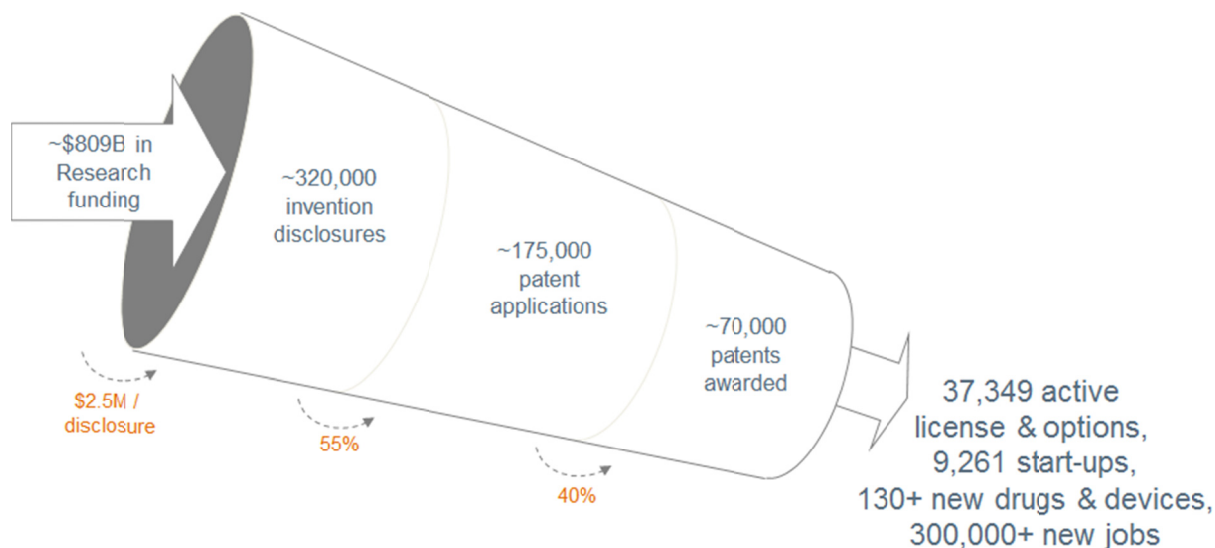 ~$809B in
Research
funding
~320,000
invention
disclosures
~175,000
patent
applications
~70,000
patents
awarded
$2.5M /
disclosure
55%
40%
37,349 active
license & options,
9,261 start-ups,
130+ new drugs & devices,
300,000+ new jobs